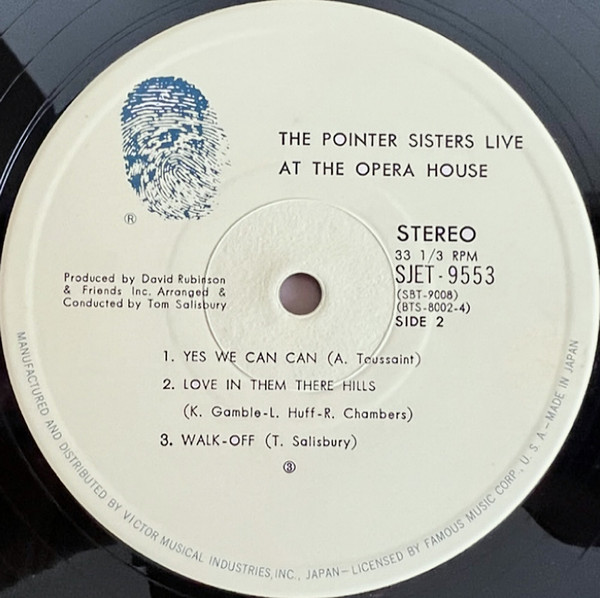 THE POINTER SISTERS LIVE
AT THE OPERA HOUSE
®
STEREO
33 1/3 RPM
SJET-9553
(SBT-9008)
(BTS-8002-4)
SIDE 2
Produced by David Rubinson
& Friends Inc. Arranged &
Conducted by Tom Salisbury
1. YES WE CAN CAN (A. Toussaint)
2. LOVE IN THEM THERE HILLS
(K. Gamble-L. Huff-R. Chambers)
3. WALK-OFF (T. Salisbury)
③
MANUFACTURED AND DISTRIBUTED BY VICTOR MUSICAL INDUSTRIES, INC., JAPAN—LICENSED BY FAMOUS MUSIC CORP., U. S. A.—MADE IN JAPAN